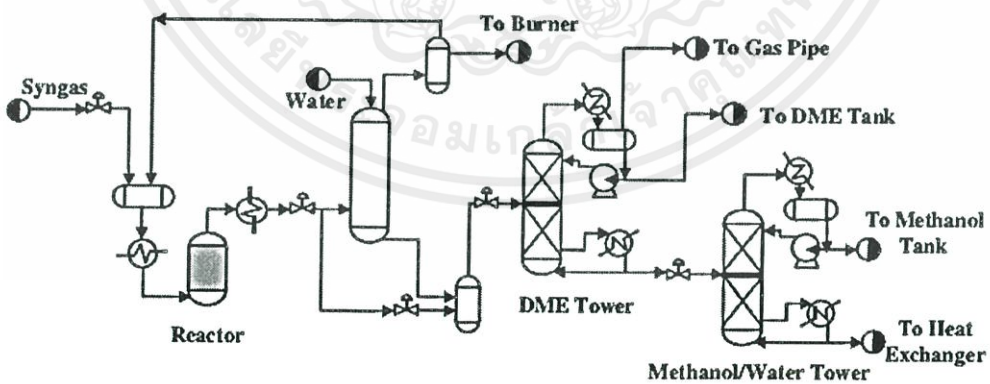 To Burner
To Gas Pipe
Syngas
Water
To DME Tank
To Methanol
Tank
DME Tower
Reactor
To Heat
Exchanger
Methanol/Water Tower